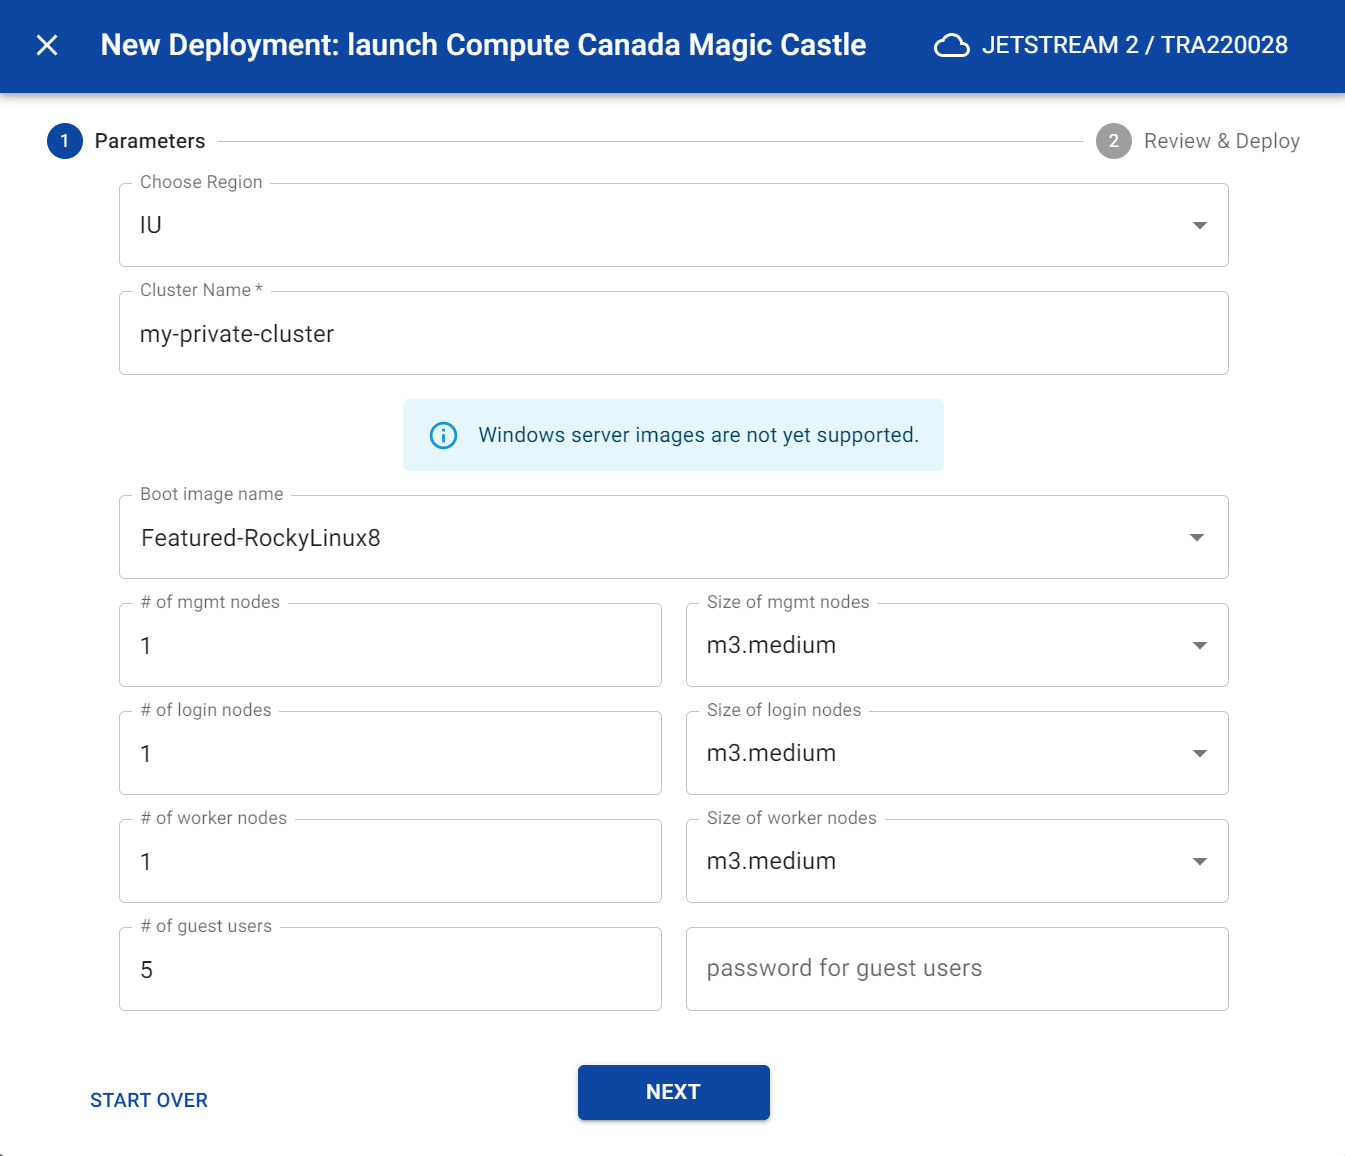 New Deployment: launch Compute Canada Magic Castle
JETSTREAM 2 / TRA220028
1 Parameters
2 Review & Deploy
Choose Region
IU
Cluster Name *
my-private-cluster
Windows server images are not yet supported.
Boot image name
Featured-RockyLinux8
# of mgmt nodes
1
Size of mgmt nodes
m3.medium
# of login nodes
1
Size of login nodes
m3.medium
# of worker nodes
1
Size of worker nodes
m3.medium
# of guest users
5
password for guest users
START OVER
NEXT